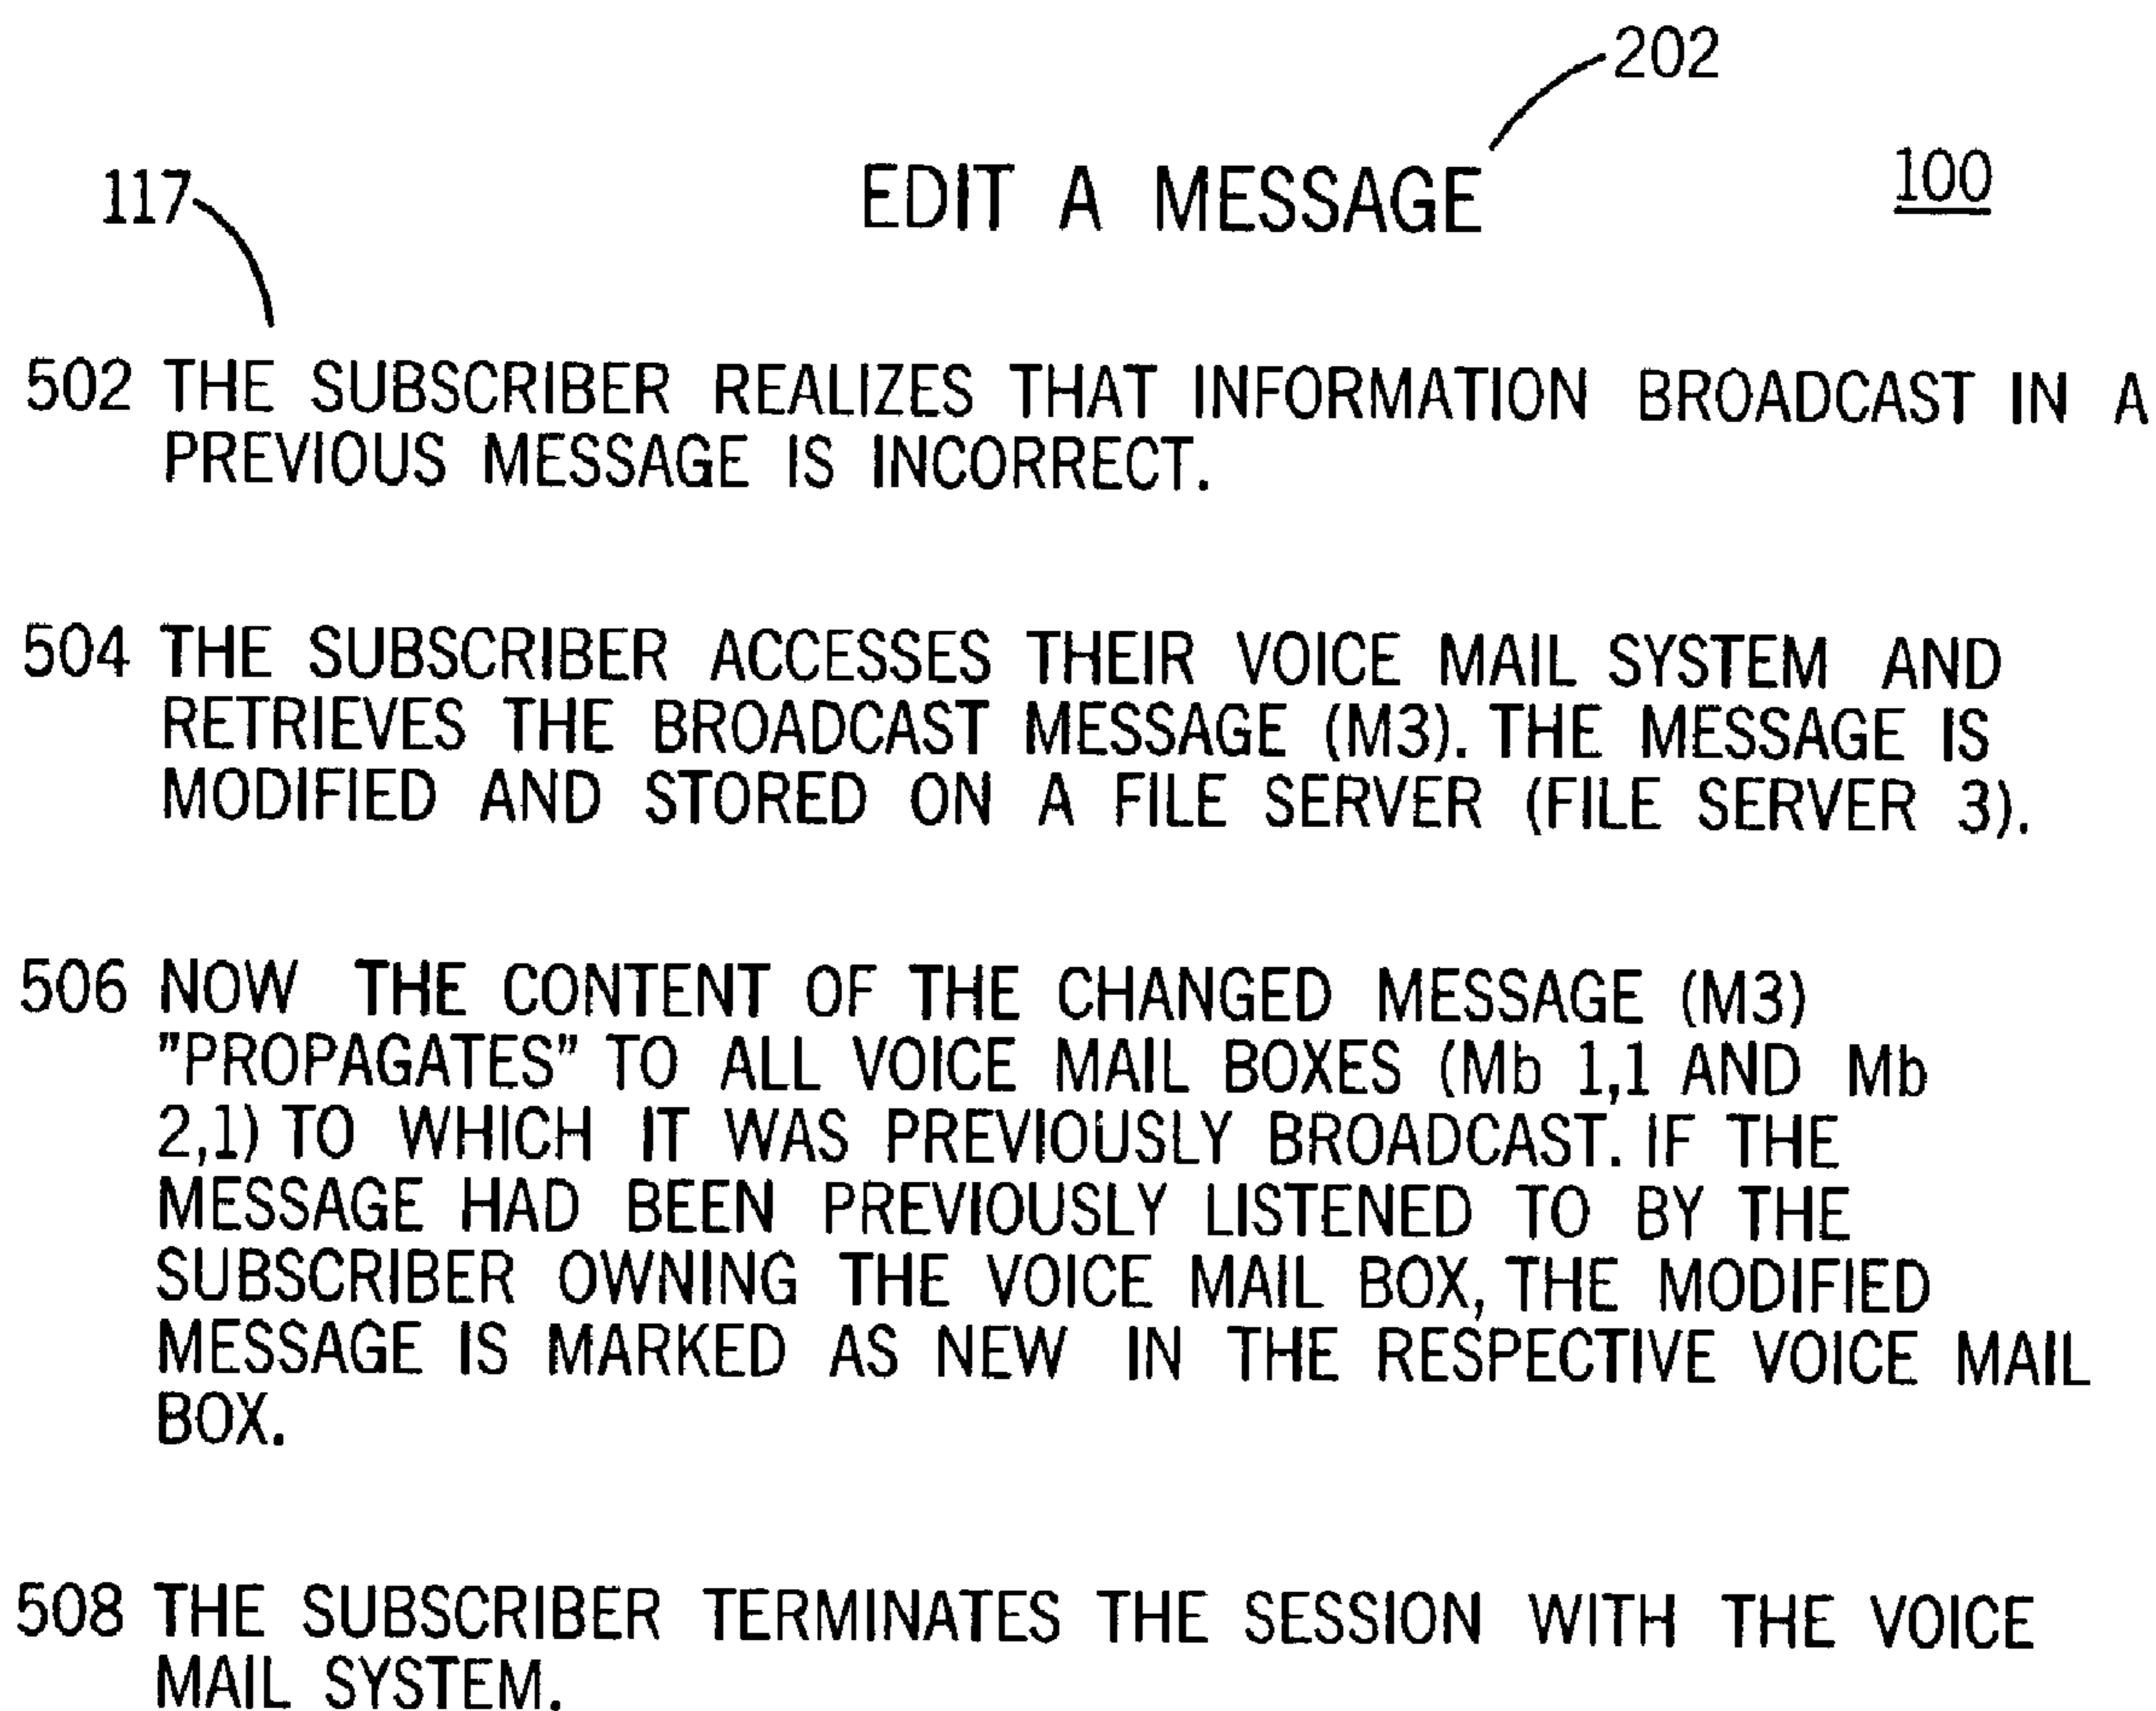 202
117
EDIT A MESSAGE
100
502 THE SUBSCRIBER REALIZES THAT INFORMATION BROADCAST IN A
PREVIOUS MESSAGE IS INCORRECT.
504 THE SUBSCRIBER ACCESSES THEIR VOICE MAIL SYSTEM AND
RETRIEVES THE BROADCAST MESSAGE (M3). THE MESSAGE IS
MODIFIED AND STORED ON A FILE SERVER (FILE SERVER 3).
506 NOW THE CONTENT OF THE CHANGED MESSAGE (M3)
"PROPAGATES" TO ALL VOICE MAIL BOXES (Mb 1,1 AND Mb
2,1) TO WHICH IT WAS PREVIOUSLY BROADCAST. IF THE
MESSAGE HAD BEEN PREVIOUSLY LISTENED TO BY THE
SUBSCRIBER OWNING THE VOICE MAIL BOX, THE MODIFIED
MESSAGE IS MARKED AS NEW IN THE RESPECTIVE VOICE MAIL
BOX.
508 THE SUBSCRIBER TERMINATES THE SESSION WITH THE VOICE
MAIL SYSTEM.